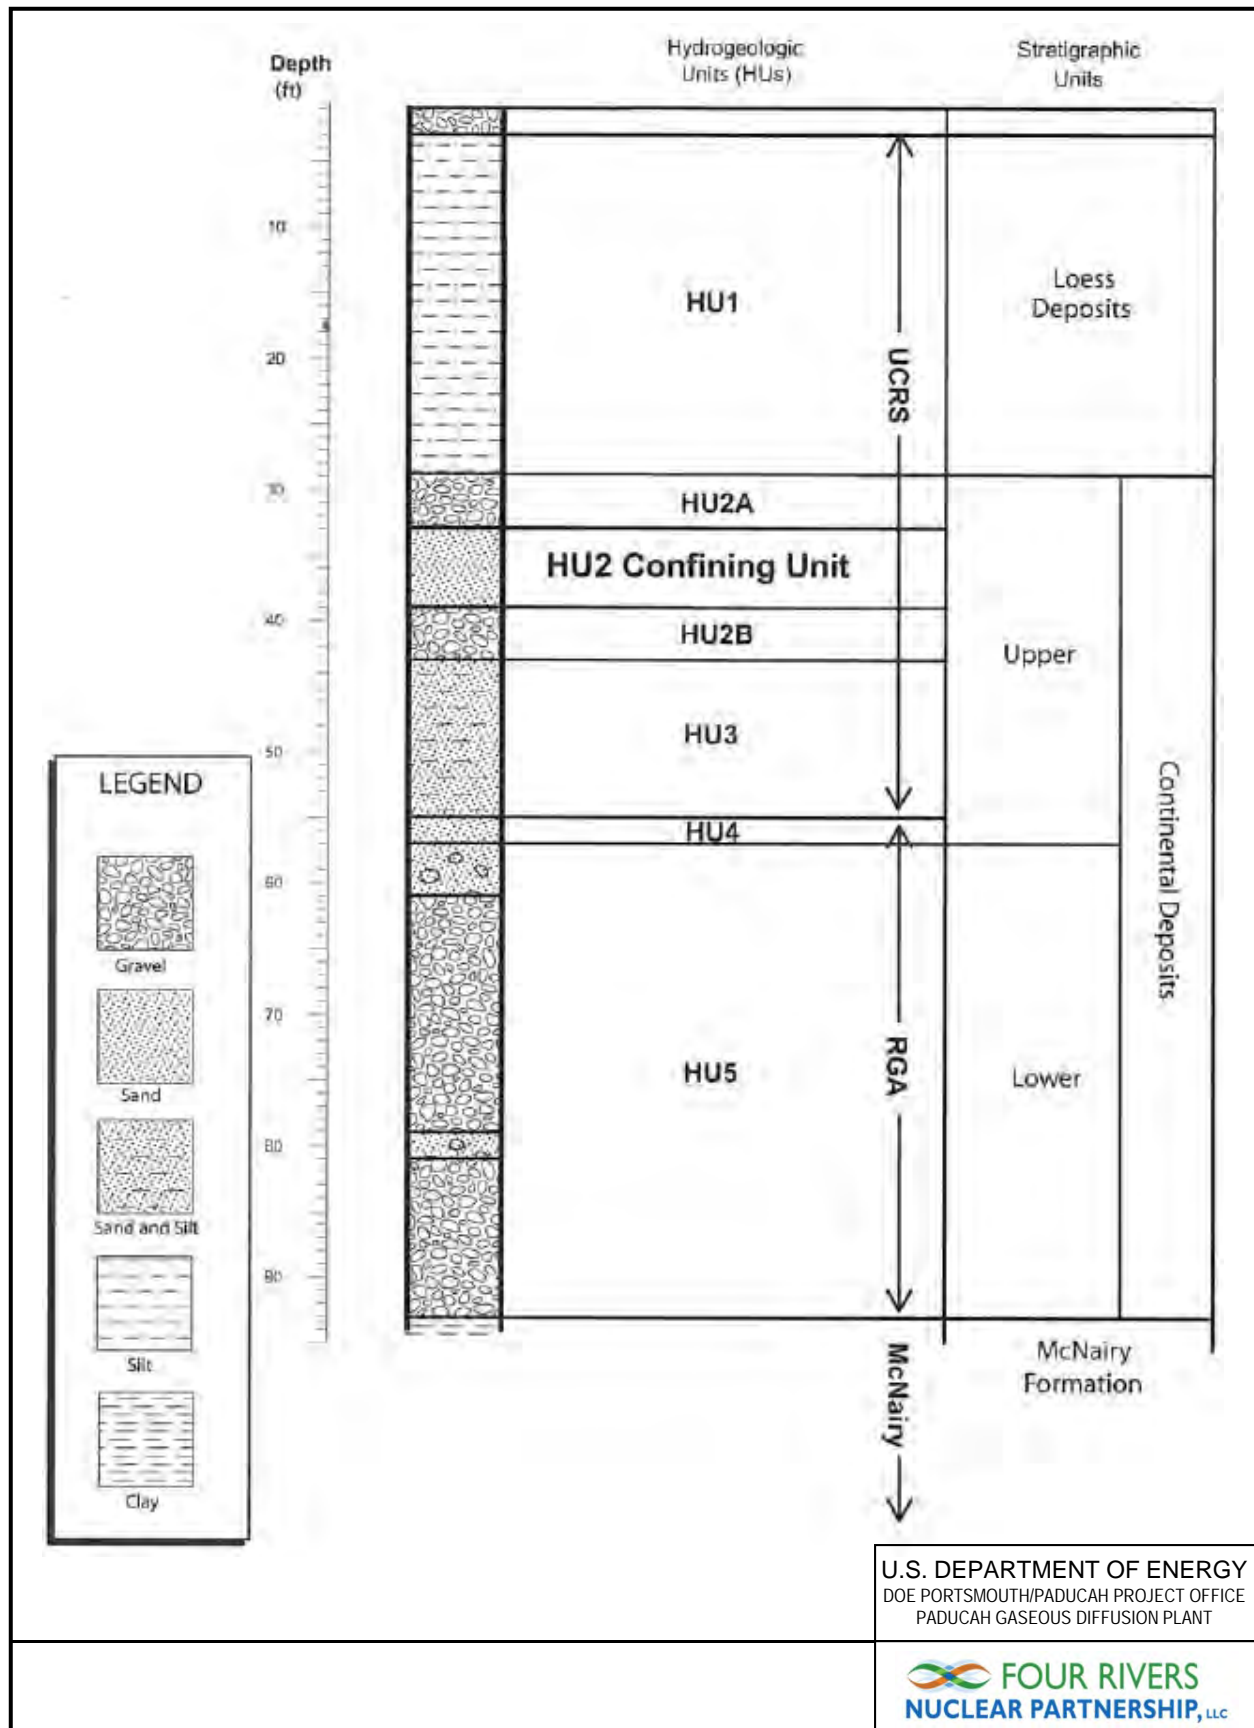 Depth
(ft)
Hydrogeologic
Units (HUs)
Stratigraphic
Units
10
20
30
40
50
60
70
80
90
HU1
HU2A
HU2 Confining Unit
HU2B
HU3
HU4
HU5
UCRS
RGA
McNairy
Loess
Deposits
Upper
Lower
Continental Deposits
McNairy
Formation
LEGEND
Gravel
Sand
Sand and Silt
Silt
Clay
U.S. DEPARTMENT OF ENERGY
DOE PORTSMOUTH/PADUCAH PROJECT OFFICE
PADUCAH GASEOUS DIFFUSION PLANT
FOUR RIVERS
NUCLEAR PARTNERSHIP, LLC